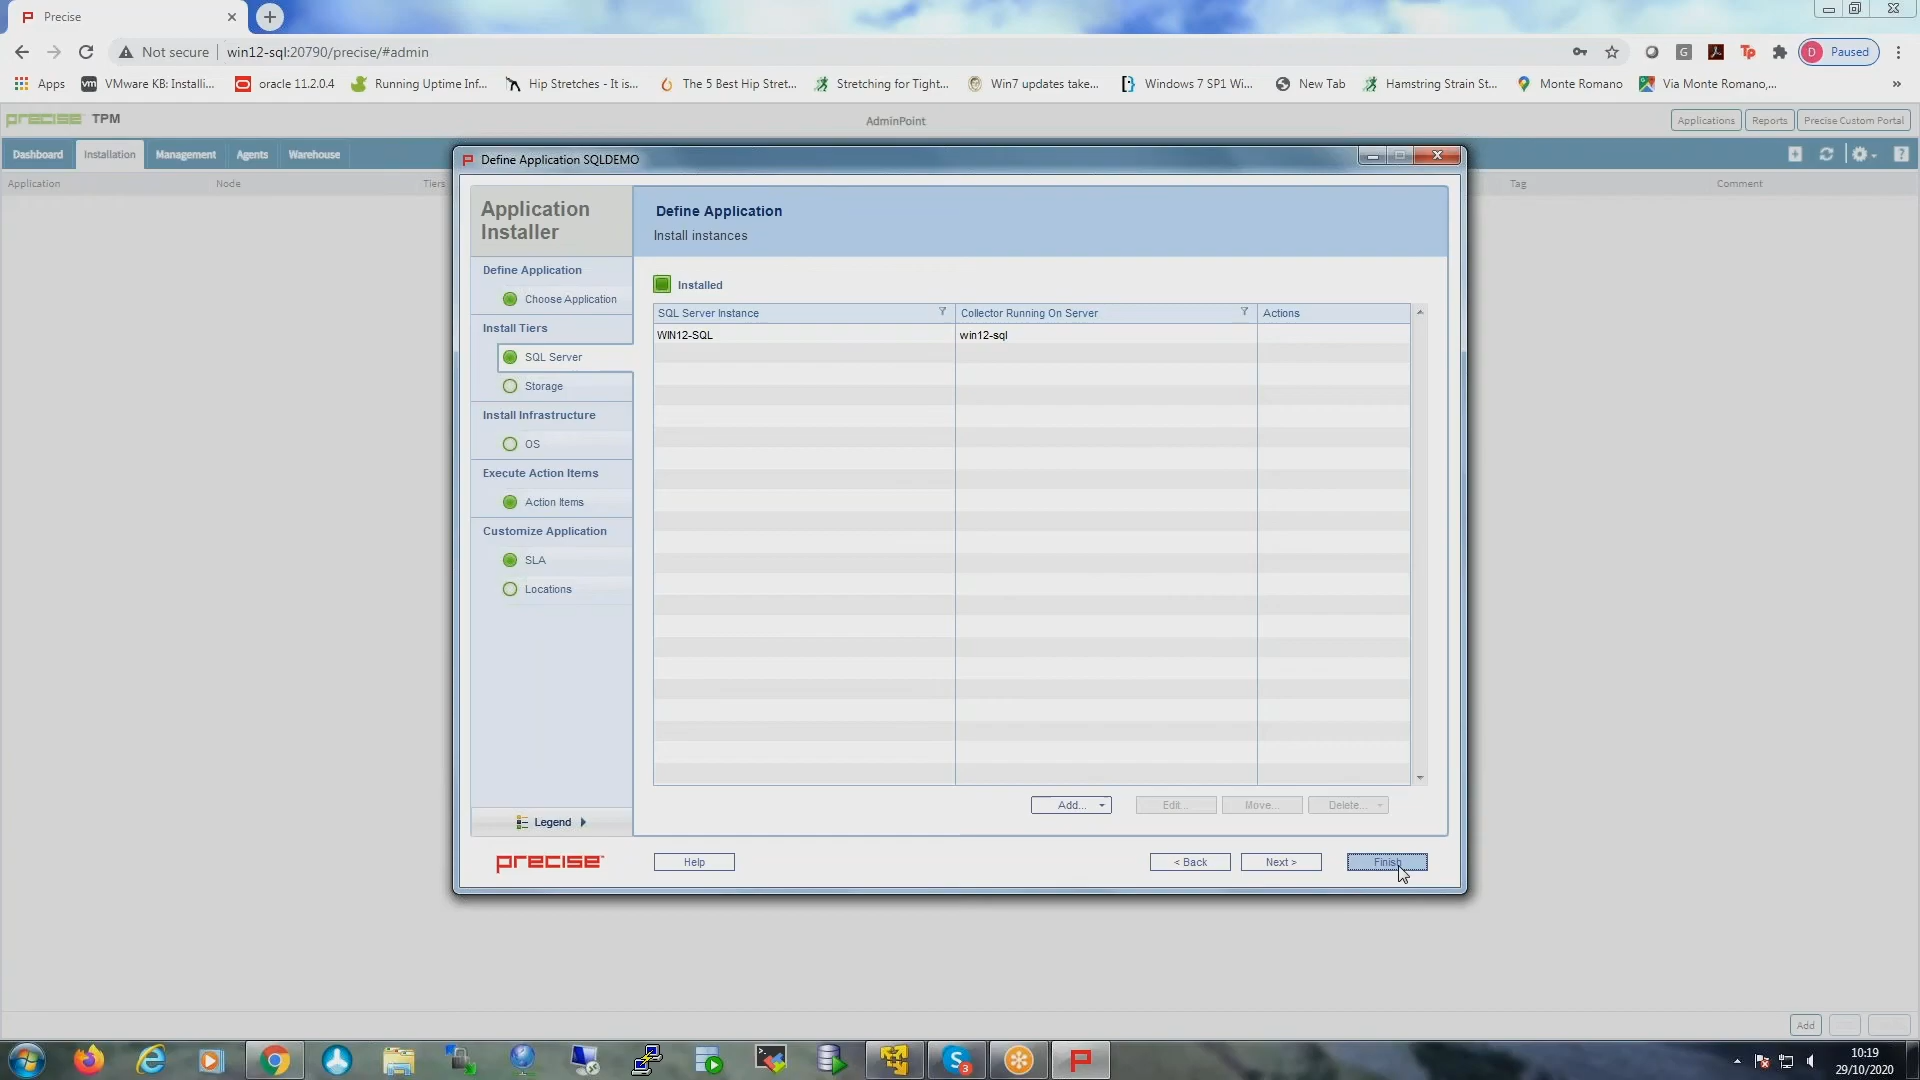 Precise
Not secure
win12-sql:20790/precise/#admin
Paused
D
Apps
VMware KB: Installi...
oracle 11.2.0.4
Running Uptime Inf...
Hip Stretches - It is...
The 5 Best Hip Stret...
Stretching for Tight...
Win7 updates take...
Windows 7 SP1 Wi...
New Tab
Hamstring Strain St...
Monte Romano
Via Monte Romano,...
precise TPM
AdminPoint
Applications
Reports
Precise Custom Portal
Dashboard
Installation
Management
Agents
Warehouse
Application
Node
Tiers
Tag
Comment
Define Application SQLDEMO
Application
Installer
Define Application
Install instances
Define Application
Choose Application
Install Tiers
SQL Server
Storage
Install Infrastructure
OS
Execute Action Items
Action Items
Customize Application
SLA
Locations
Legend
Installed
SQL Server Instance
Collector Running On Server
Actions
WIN12-SQL
win12-sql
Add...
Edit...
Move...
Delete...
precise
Help
< Back
Next >
Finish
Add
10:19
29/10/2020